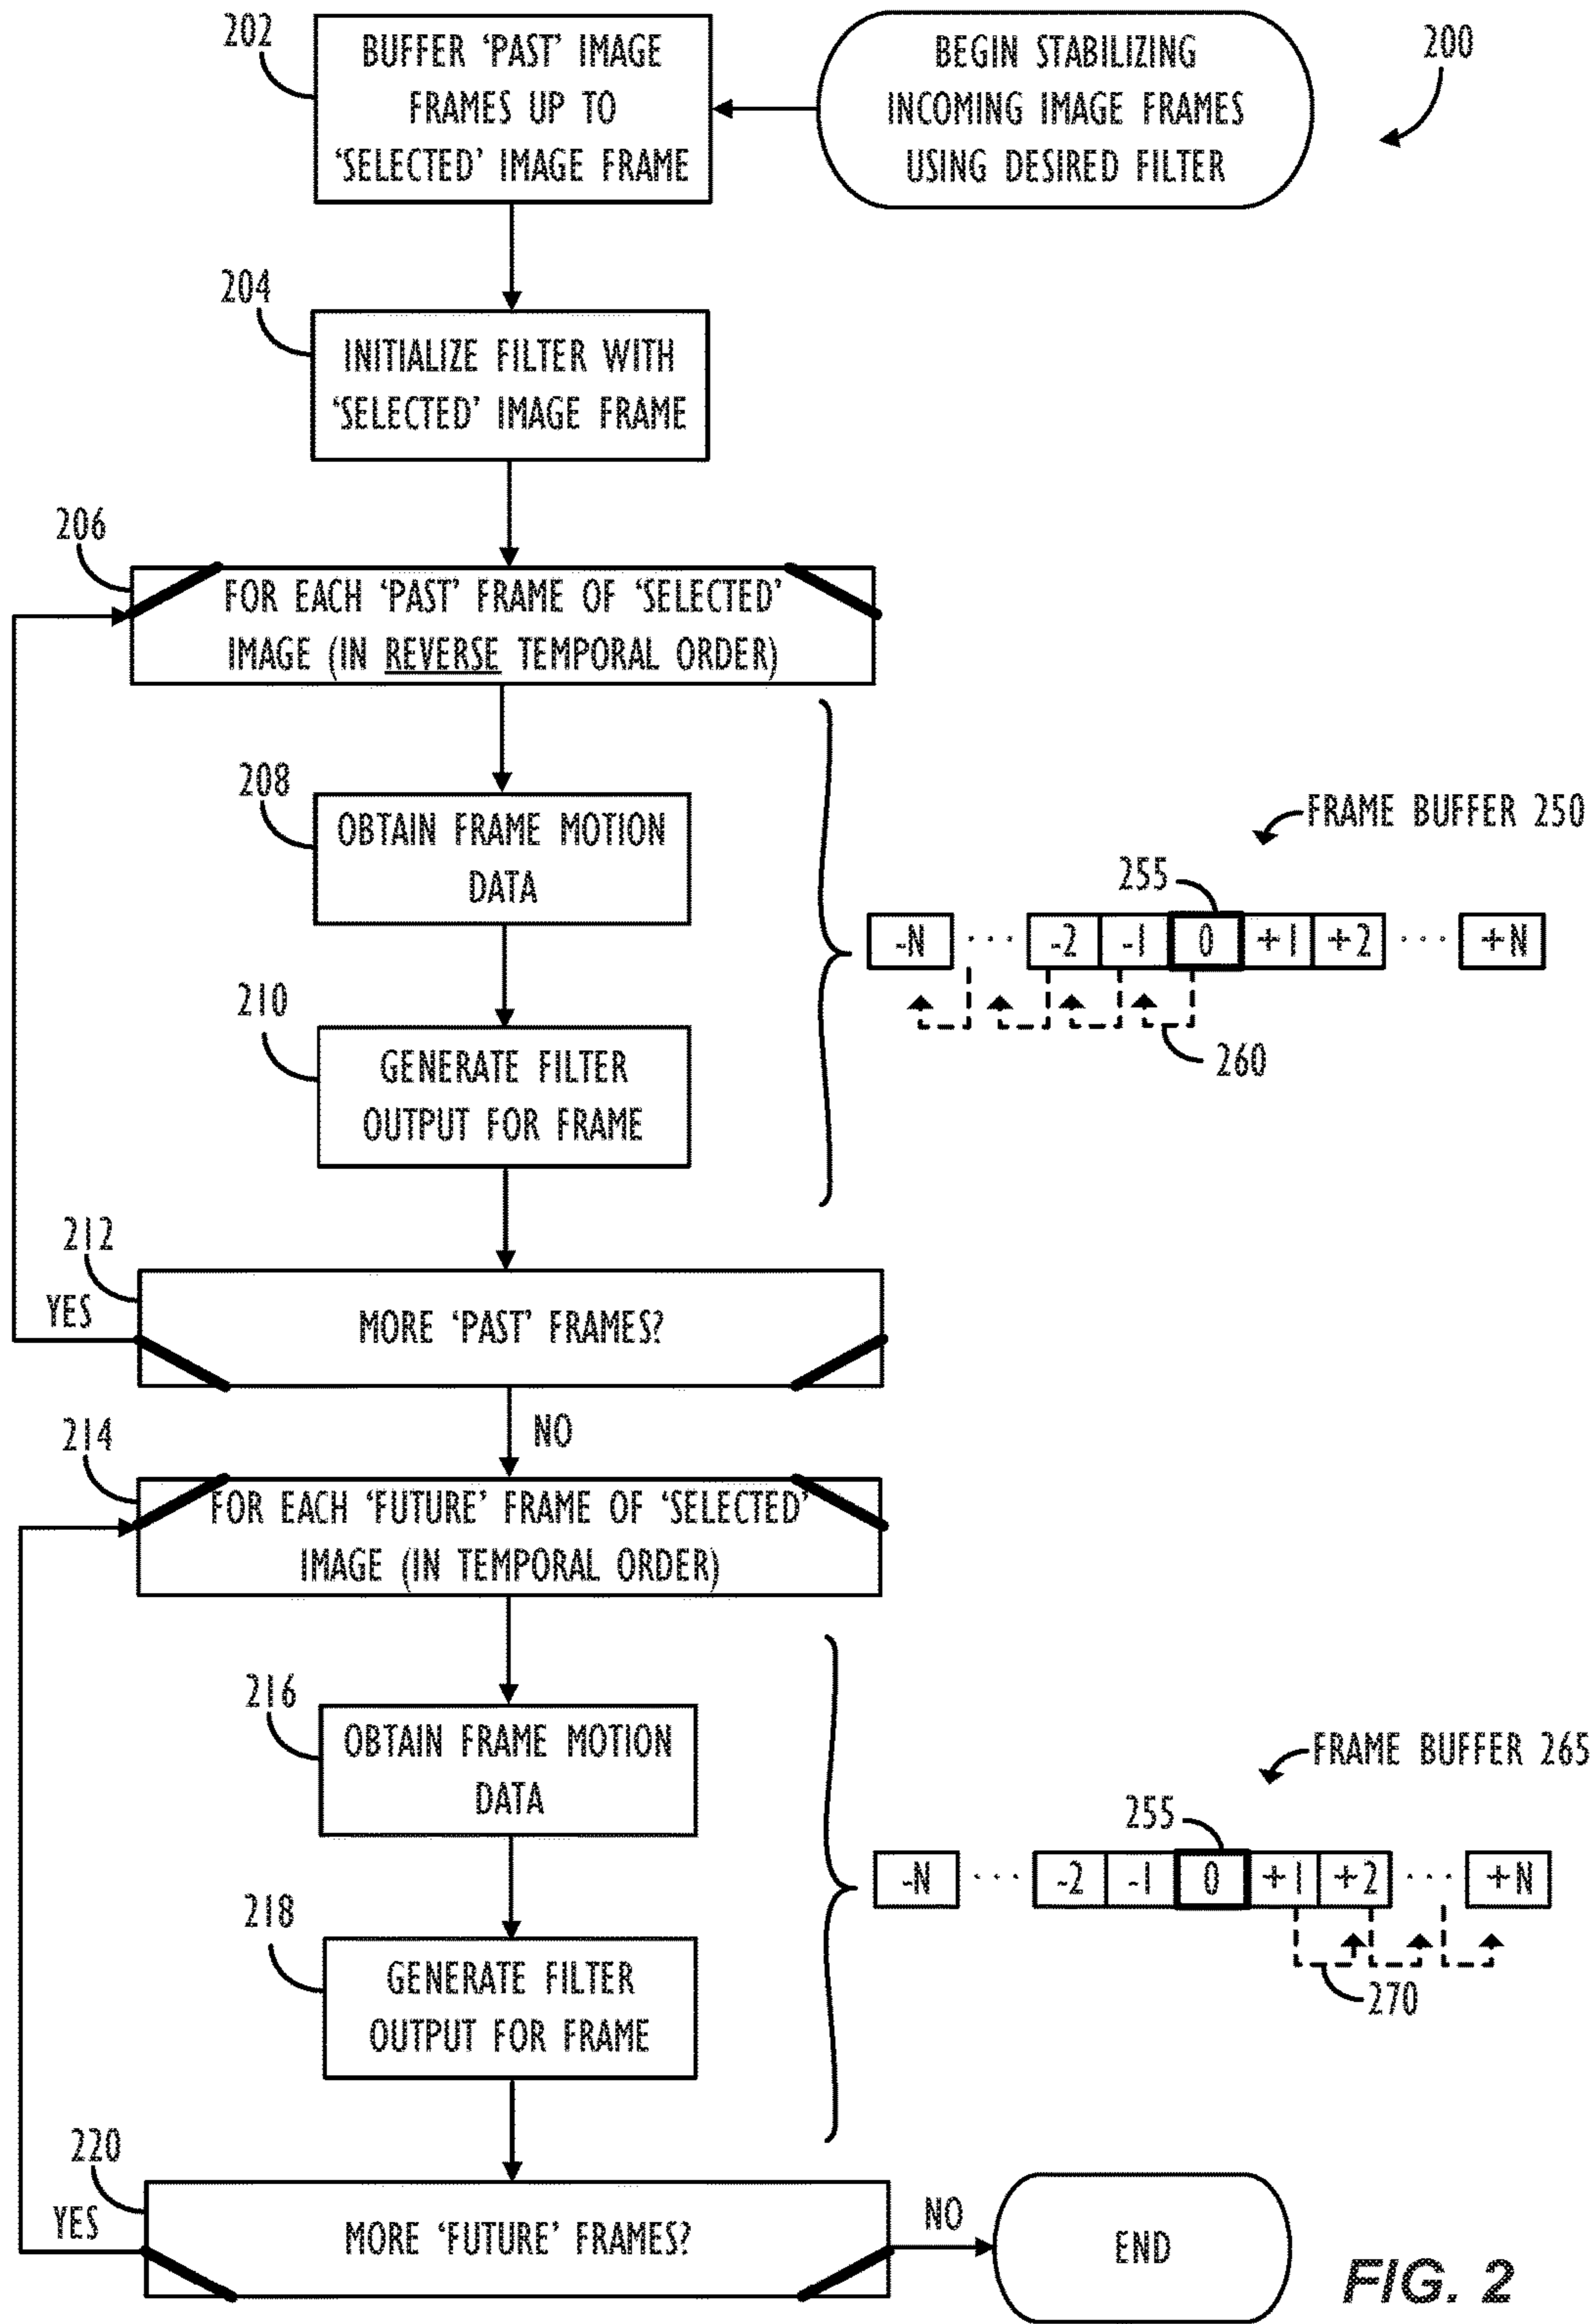 202
BUFFER ‘PAST’ IMAGE
FRAMES UP TO
‘SELECTED’ IMAGE FRAME
BEGIN STABILIZING
INCOMING IMAGE FRAMES
USING DESIRED FILTER
200
204
INITIALIZE FILTER WITH
‘SELECTED’ IMAGE FRAME
206
FOR EACH ‘PAST’ FRAME OF ‘SELECTED’
IMAGE (IN REVERSE TEMPORAL ORDER)
208
OBTAIN FRAME MOTION
DATA
FRAME BUFFER 250
255
-N ... -2 -1 0 +1 +2 ... +N
260
210
GENERATE FILTER
OUTPUT FOR FRAME
212
YES
MORE ‘PAST’ FRAMES?
NO
214
FOR EACH ‘FUTURE’ FRAME OF ‘SELECTED’
IMAGE (IN TEMPORAL ORDER)
216
OBTAIN FRAME MOTION
DATA
FRAME BUFFER 265
255
-N ... -2 -1 0 +1 +2 ... +N
270
218
GENERATE FILTER
OUTPUT FOR FRAME
220
YES
MORE ‘FUTURE’ FRAMES?
NO
END
FIG. 2